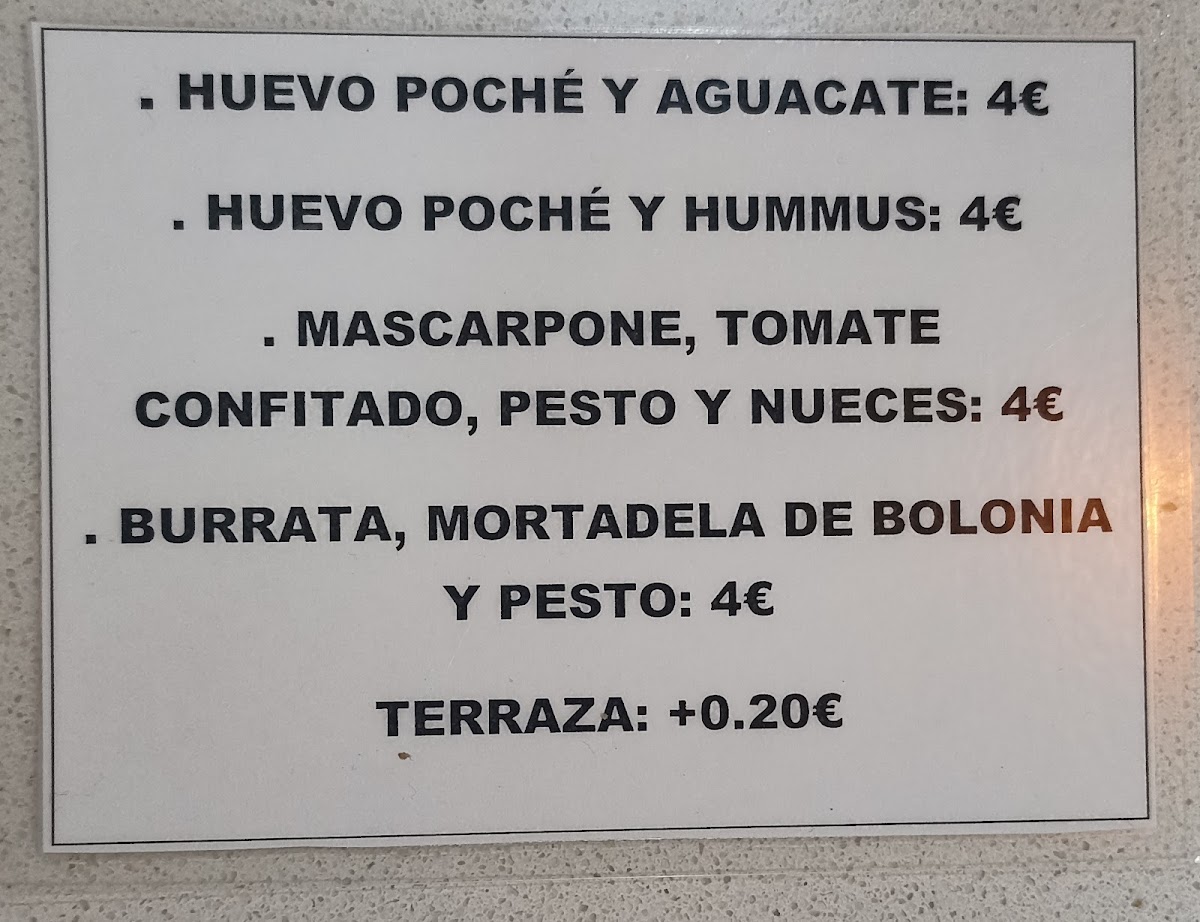 . HUEVO POCHÉ Y AGUACATE: 4€
. HUEVO POCHÉ Y HUMMUS: 4€
. MASCARPONE, TOMATE
CONFITADO, PESTO Y NUECES: 4€
. BURRATA, MORTADELA DE BOLONIA
Y PESTO: 4€
TERRAZA: +0.20€